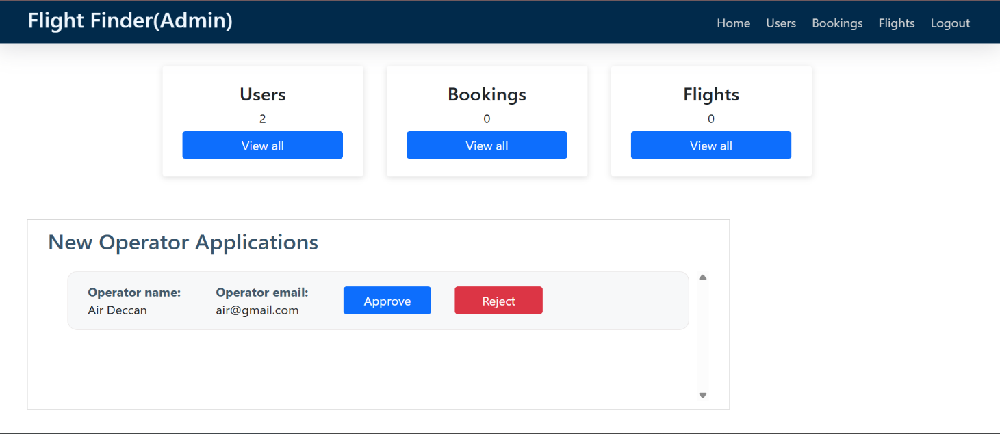 Flight Finder(Admin)
Home Users Bookings Flights Logout
Users
2
View all
Bookings
0
View all
Flights
0
View all
New Operator Applications
Operator name:
Air Deccan
Operator email:
air@gmail.com
Approve
Reject